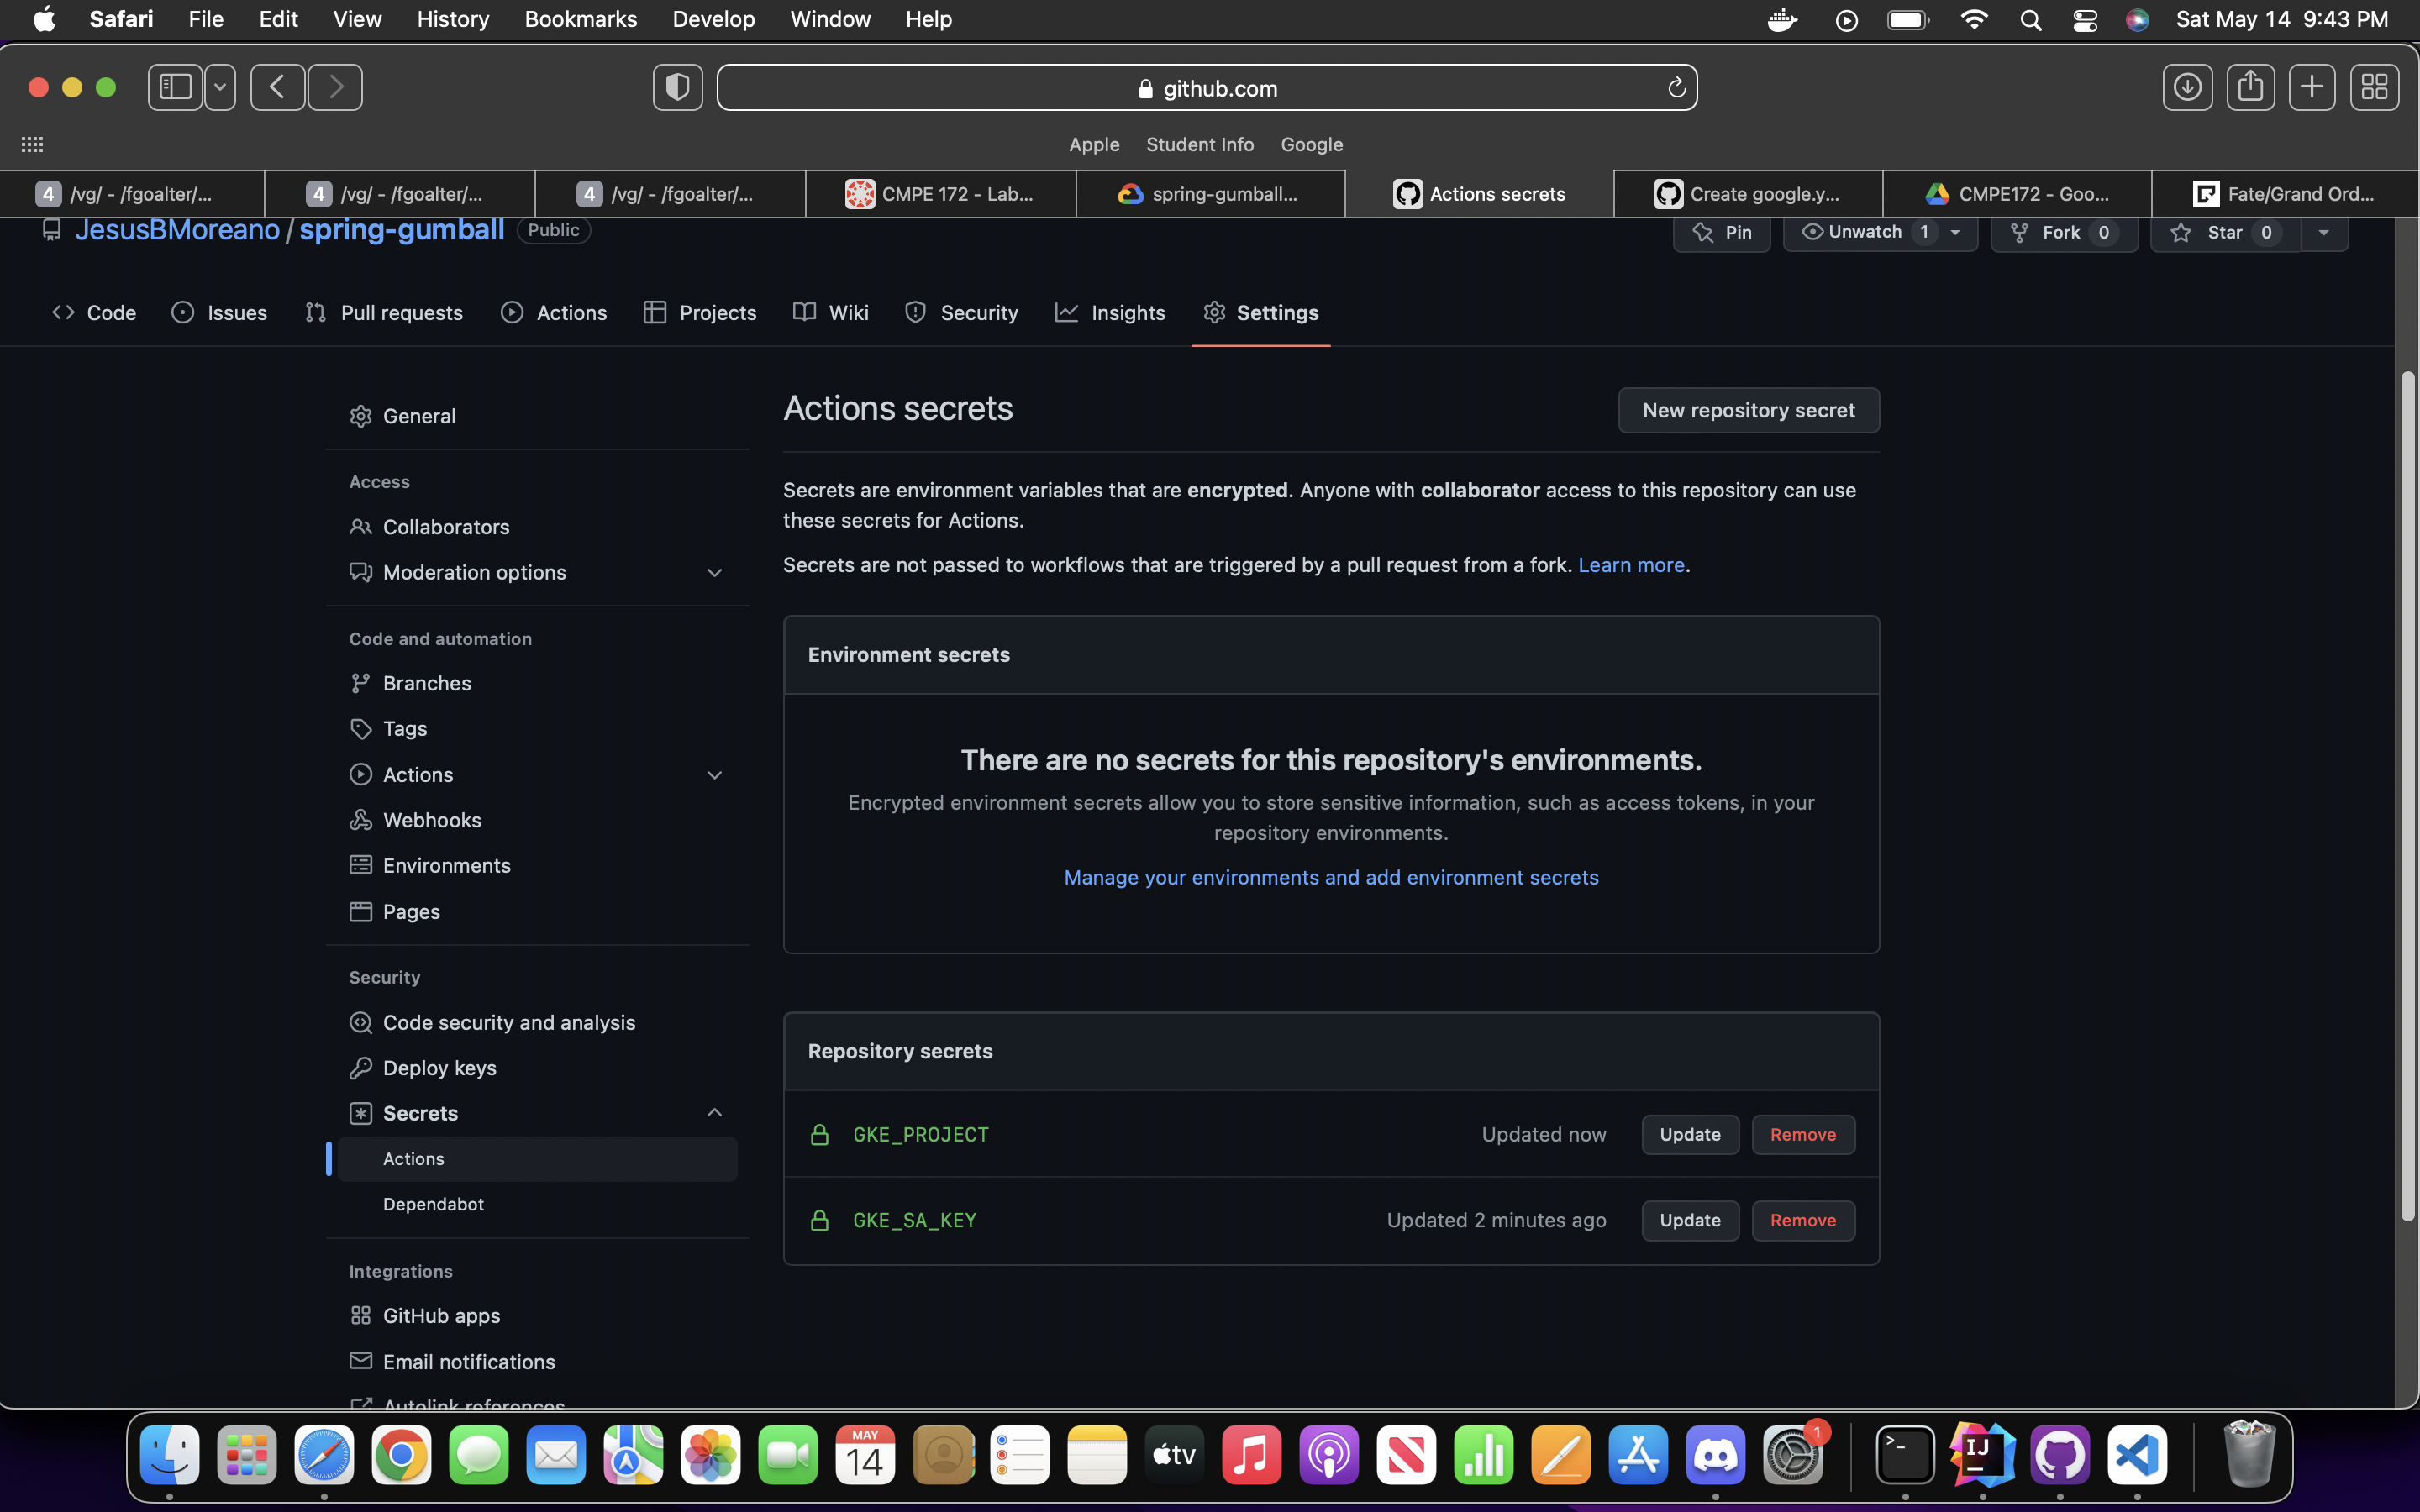 Safari File Edit View History Bookmarks Develop Window Help Sat May 14 9:43 PM
github.com
Apple Student Info Google
4 /vg/ - /fgoalter/... 4 /vg/ - /fgoalter/... 4 /vg/ - /fgoalter/... CMPE 172 - Lab... spring-gumball... Actions secrets Create google.y... CMPE172 - Goo... Fate/Grand Ord...
JesusBMoreano / spring-gumball Public Pin Unwatch 1 Fork 0 Star 0
Code Issues Pull requests Actions Projects Wiki Security Insights Settings
General
Access
Collaborators
Moderation options
Code and automation
Branches
Tags
Actions
Webhooks
Environments
Pages
Security
Code security and analysis
Deploy keys
Secrets
Actions
Dependabot
Integrations
GitHub apps
Email notifications
Autolink references
Actions secrets New repository secret
Secrets are environment variables that are encrypted. Anyone with collaborator access to this repository can use
these secrets for Actions.
Secrets are not passed to workflows that are triggered by a pull request from a fork. Learn more.
Environment secrets
There are no secrets for this repository's environments.
Encrypted environment secrets allow you to store sensitive information, such as access tokens, in your
repository environments.
Manage your environments and add environment secrets
Repository secrets
GKE_PROJECT Updated now Update Remove
GKE_SA_KEY Updated 2 minutes ago Update Remove
MAY
14
tv
1
>_
IJ